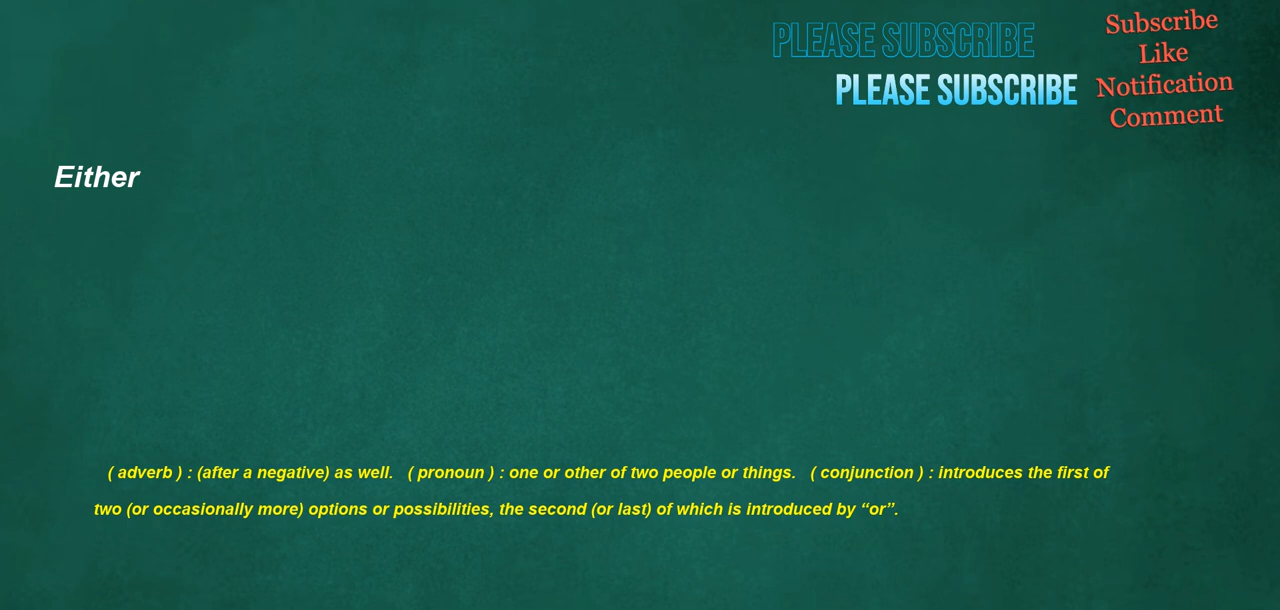 PLEASE SUBSCRIBE
PLEASE SUBSCRIBE
Subscribe
Like
Notification
Comment
Either
( adverb ) : (after a negative) as well. ( pronoun ) : one or other of two people or things. ( conjunction ) : introduces the first of
two (or occasionally more) options or possibilities, the second (or last) of which is introduced by “or”.